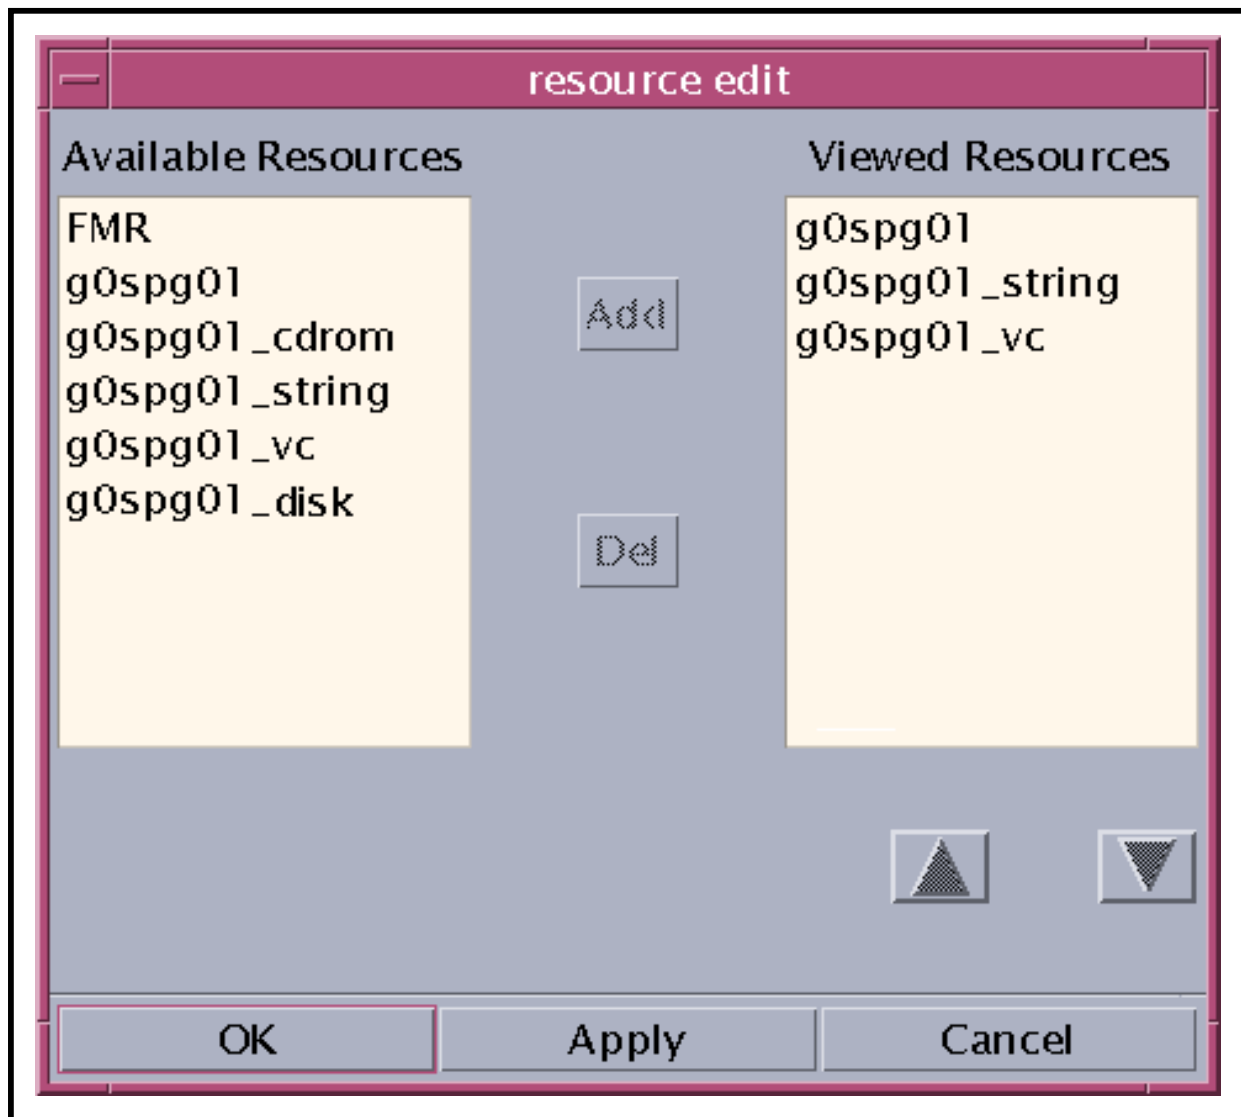 resource edit
Available Resources
Viewed Resources
FMR
g0spg01
g0spg01_cdrom
g0spg01_string
g0spg01_vc
g0spg01_disk
Add
Del
g0spg01
g0spg01_string
g0spg01_vc
OK
Apply
Cancel